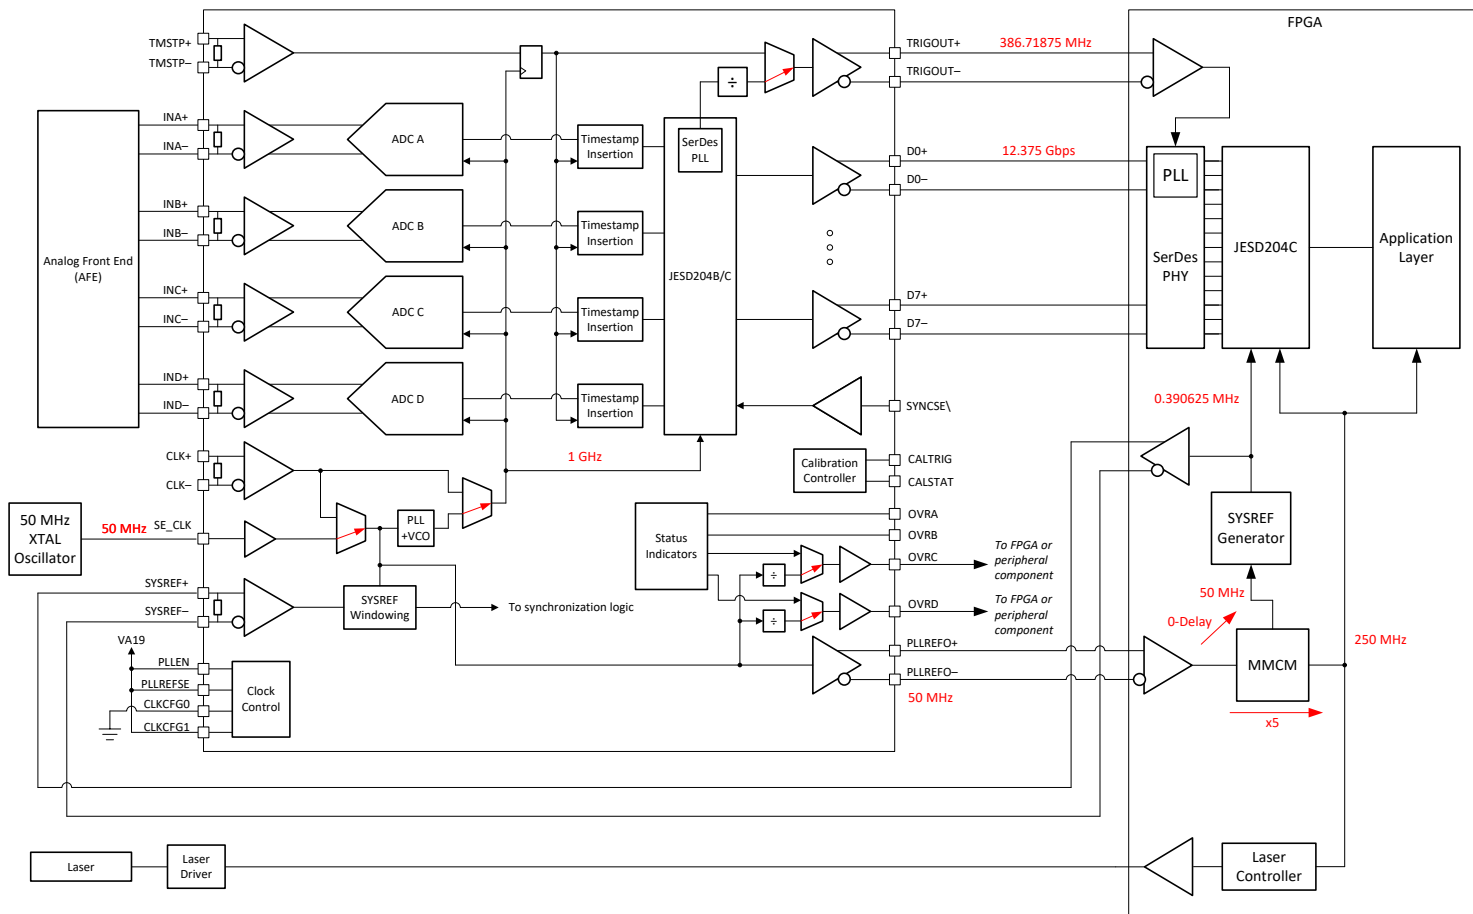 FPGA
TMSTP+
TMSTP–
TRIGOUT+
386.71875 MHz
TRIGOUT–
÷
INA+
INA–
ADC A
Timestamp
Insertion
SerDes
PLL
D0+
12.375 Gbps
D0–
PLL
INB+
INB–
ADC B
Timestamp
Insertion
Analog Front End
(AFE)
JESD204B/C
SerDes
PHY
JESD204C
Application
Layer
INC+
INC–
ADC C
Timestamp
Insertion
D7+
D7–
IND+
IND–
ADC D
Timestamp
Insertion
SYNCSE\
0.390625 MHz
CLK+
CLK–
1 GHz
Calibration
Controller
CALTRIG
CALSTAT
50 MHz
XTAL
Oscillator
50 MHz
SE_CLK
PLL
+VCO
Status
Indicators
OVRA
OVRB
OVRC
OVRD
÷
÷
To FPGA or
peripheral
component
To FPGA or
peripheral
component
SYSREF
Generator
SYSREF+
SYSREF–
SYSREF
Windowing
To synchronization logic
50 MHz
0-Delay
MMCM
250 MHz
x5
VA19
PLLEN
PLLREFSE
CLKCFG0
CLKCFG1
Clock
Control
PLLREFO+
PLLREFO–
50 MHz
Laser
Laser
Driver
Laser
Controller